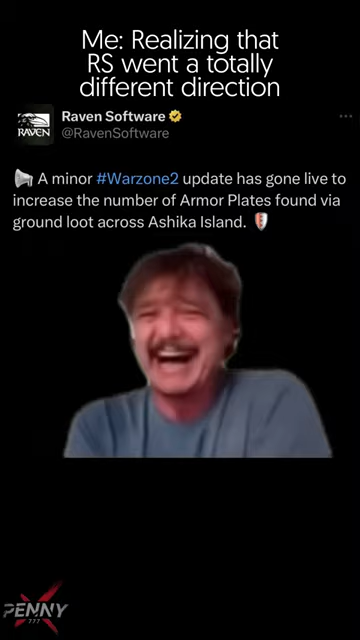 Me: Realizing that
RS went a totally
different direction
RAVEN
Raven Software
@RavenSoftware
A minor #Warzone2 update has gone live to
increase the number of Armor Plates found via
ground loot across Ashika Island.
PENNY
777